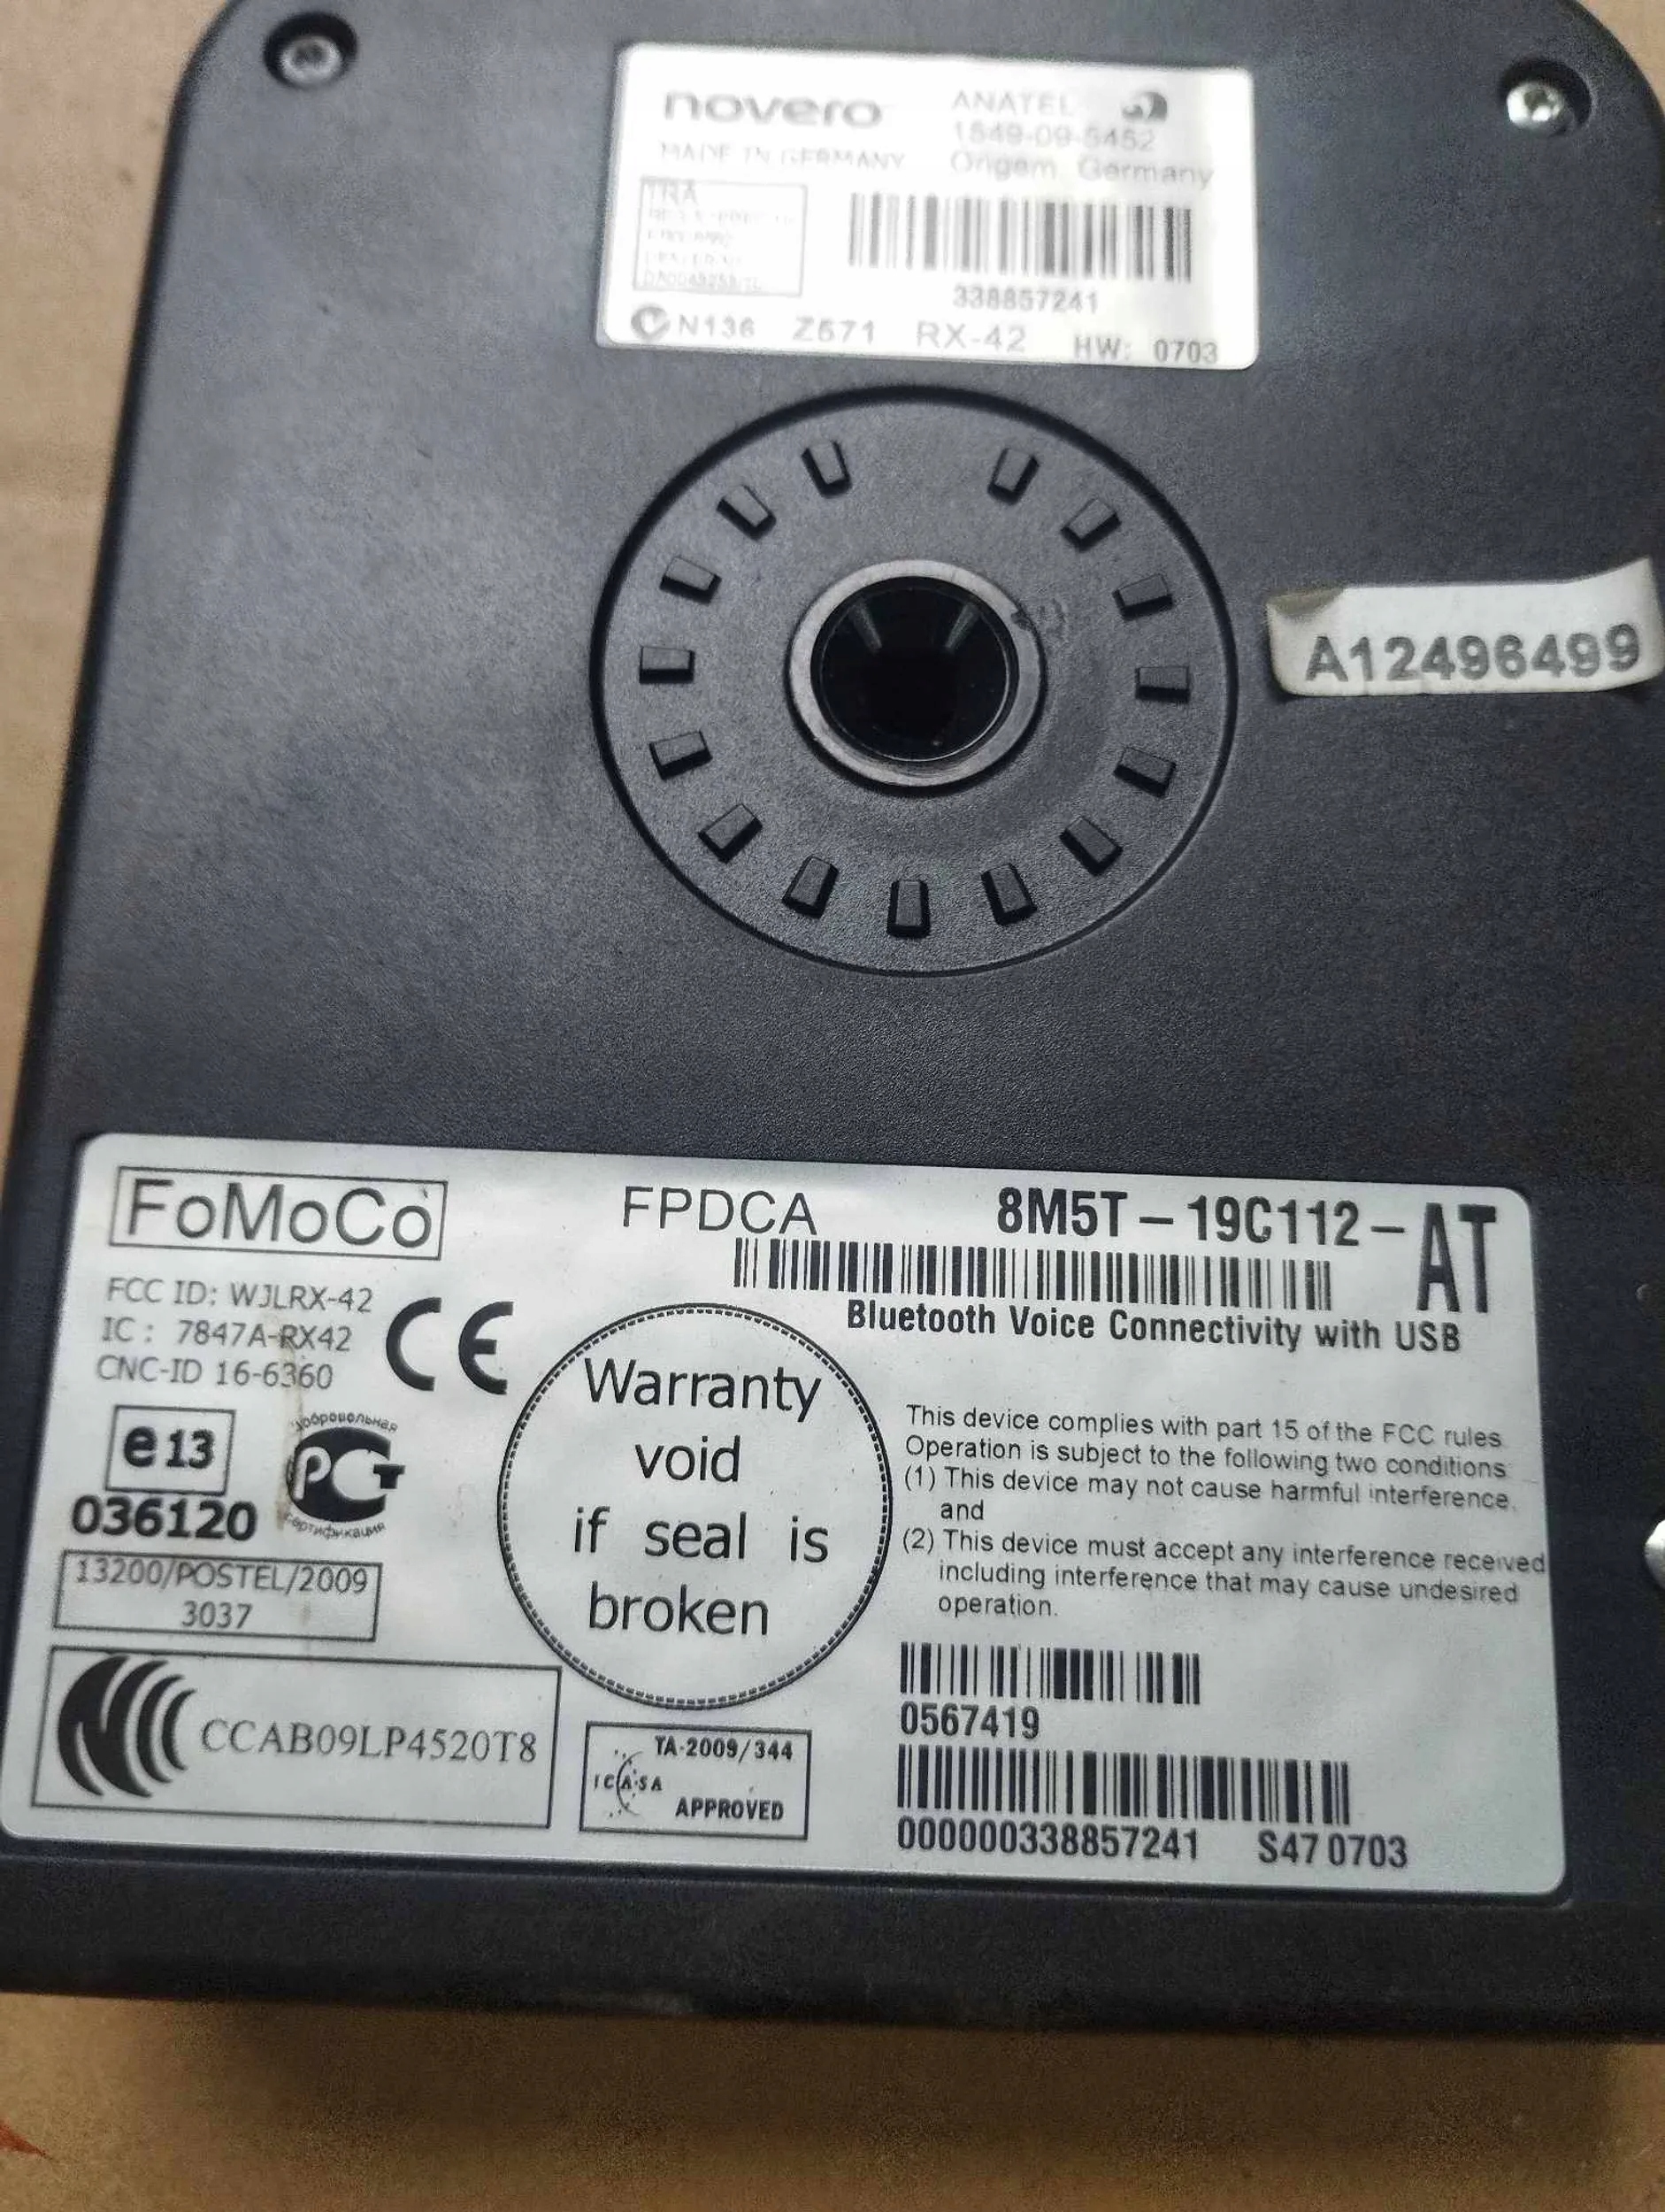 novero
MADE IN GERMANY
ANATEL
1549-09-5452
Origem Germany
TRA
338857241
N136 Z571 RX-42 HW: 0703
A12496499
FoMoCo
FPDCA
8M5T-19C112-AT
Bluetooth Voice Connectivity with USB
FCC ID: WJLRX-42
IC : 7847A-RX42
CNC-ID 16-6360
CE
e13
036120
добровольная
РСТ
сертификация
13200/POSTEL/2009
3037
CCAB09LP4520T8
Warranty
void
if seal is
broken
TA-2009/344
ICASA
APPROVED
This device complies with part 15 of the FCC rules
Operation is subject to the following two conditions
(1) This device may not cause harmful interference,
and
(2) This device must accept any interference received
including interference that may cause undesired
operation.
0567419
000000338857241 S47 0703